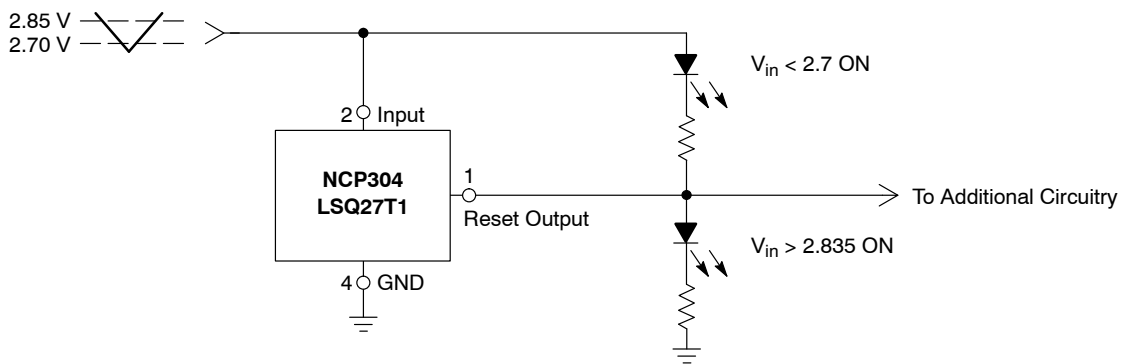 2.85 V
2.70 V
V<sub>in</sub> < 2.7 ON
2 Input
NCP304
LSQ27T1
1
Reset Output
To Additional Circuitry
V<sub>in</sub> > 2.835 ON
4 GND